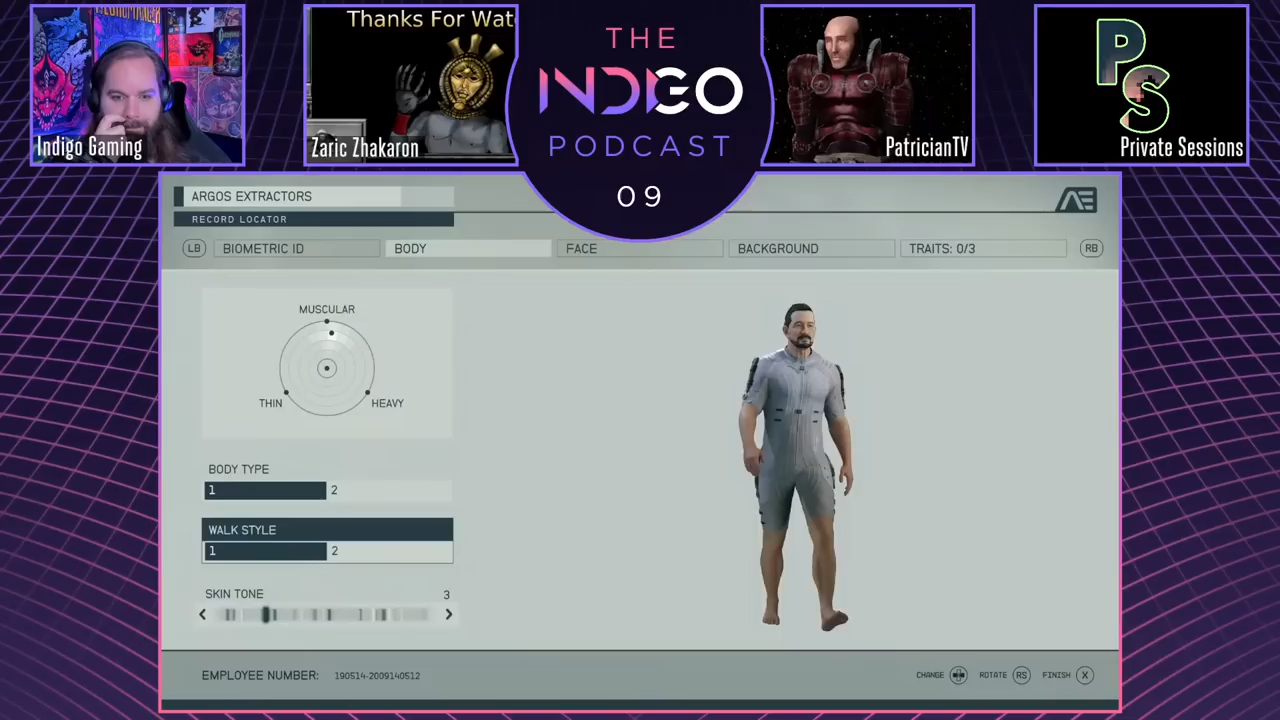 Thanks For Wat
THE
INDIGO
PODCAST
09
Indigo Gaming
Zaric Zhakaron
PatricianTV
PS
Private Sessions
ARGOS EXTRACTORS
RECORD LOCATOR
AE
LB
BIOMETRIC ID
BODY
FACE
BACKGROUND
TRAITS: 0/3
RB
MUSCULAR
THIN
HEAVY
BODY TYPE
1 2
WALK STYLE
1 2
SKIN TONE 3
EMPLOYEE NUMBER: 190514-2009140512
CHANGE
ROTATE RS
FINISH X